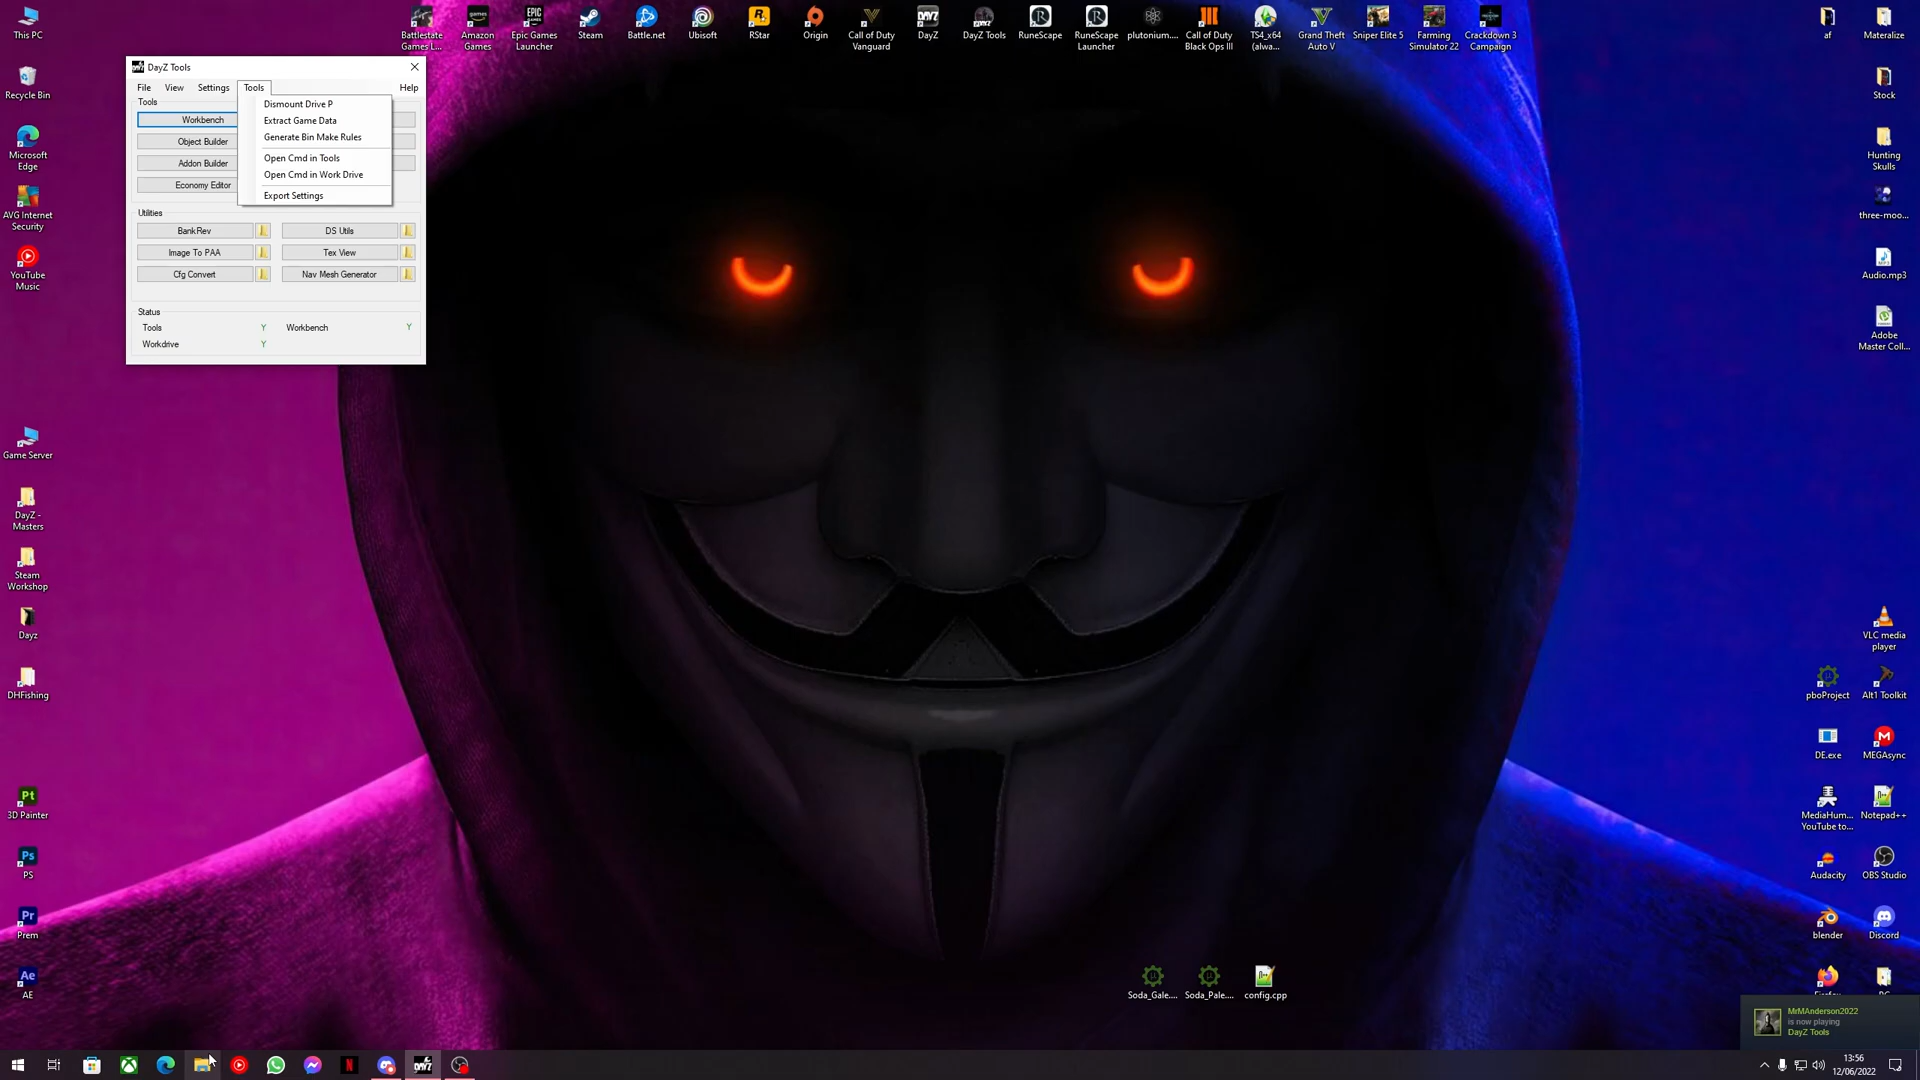 This PC
Recycle Bin
Microsoft
Edge
AVG Internet
Security
YouTube
Music
Game Server
DayZ -
Masters
Steam
Workshop
Dayz
DHFishing
3D Painter
PS
Prem
AE
Battlestate
Games L...
Amazon
Games
Epic Games
Launcher
Steam
Battle.net
Ubisoft
RStar
Origin
Call of Duty
Vanguard
DayZ
DayZ Tools
RuneScape
RuneScape
Launcher
plutonium....
Call of Duty
Black Ops III
TS4_x64
(alwa...
Grand Theft
Auto V
Sniper Elite 5
Farming
Simulator 22
Crackdown 3
Campaign
af
Materalize
Stock
Hunting
Skulls
three-moo...
Audio.mp3
Adobe
Master Coll...
VLC media
player
pboProject
Alt1 Toolkit
DE.exe
MEGAsync
MediaHum...
YouTube to...
Notepad++
Audacity
OBS Studio
blender
Discord
DayZ Tools
File View Settings Tools Help
Tools
Workbench
Object Builder
Addon Builder
Economy Editor
Dismount Drive P
Extract Game Data
Generate Bin Make Rules
Open Cmd in Tools
Open Cmd in Work Drive
Export Settings
Utilities
BankRev
DS Utils
Image To PAA
Tex View
Cfg Convert
Nav Mesh Generator
Status
Tools Y
Workbench Y
Workdrive Y
Soda_Gale....
Soda_Pale....
config.cpp
MrMAnderson2022
is now playing
DayZ Tools
13:56
12/06/2022